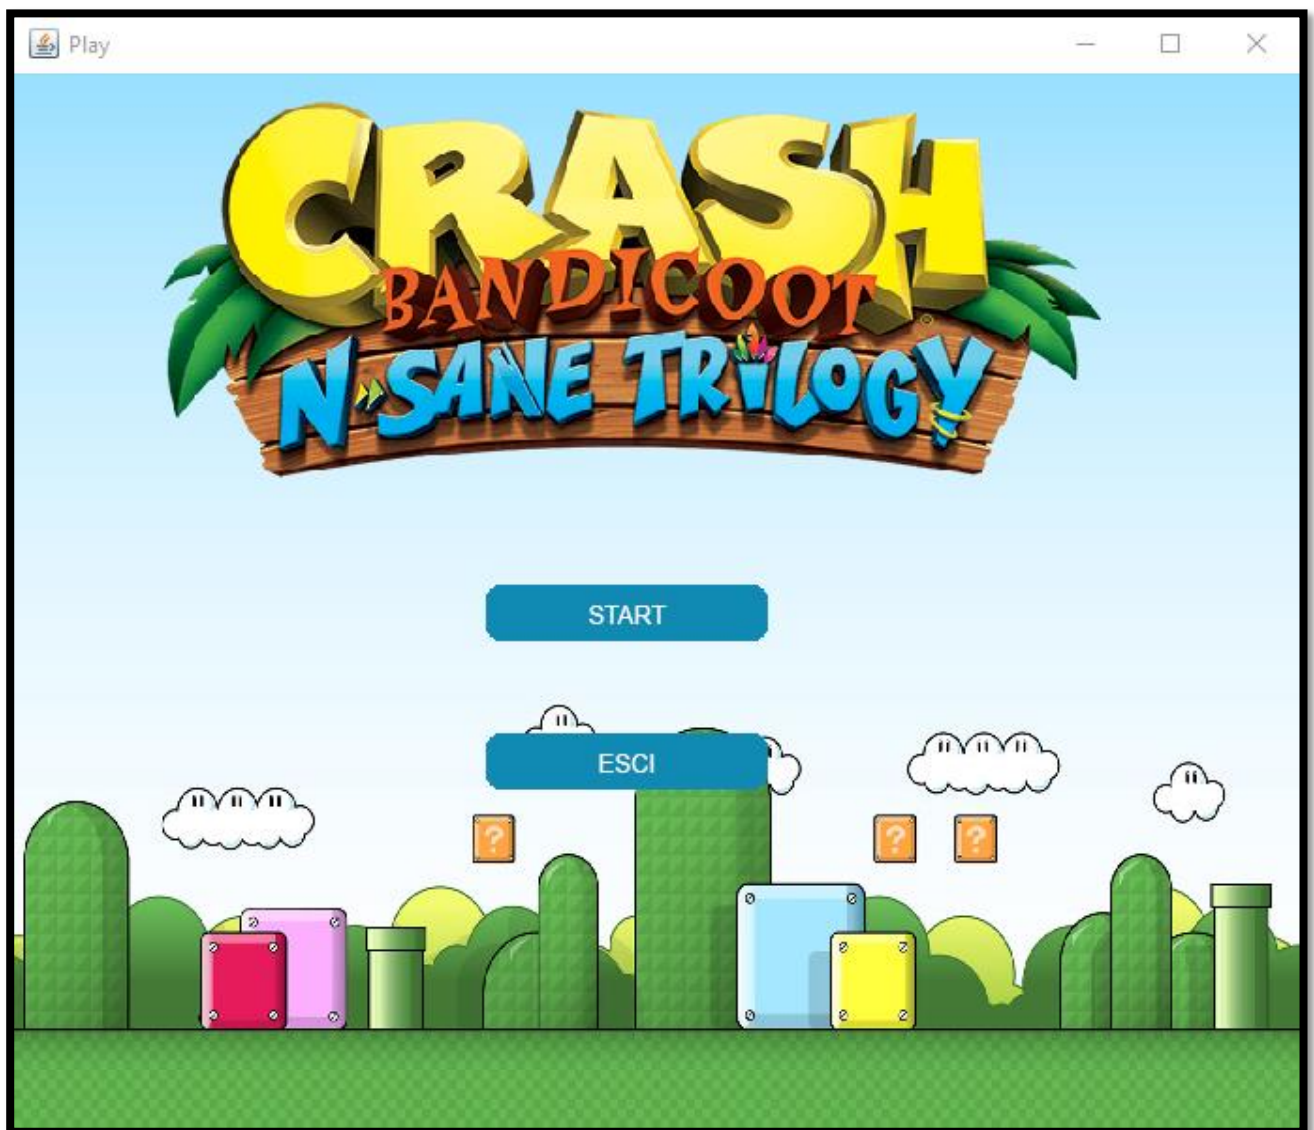 Play
CRASH
BANDICOOT
N·SANE TRILOGY
START
ESCI
? ? ?